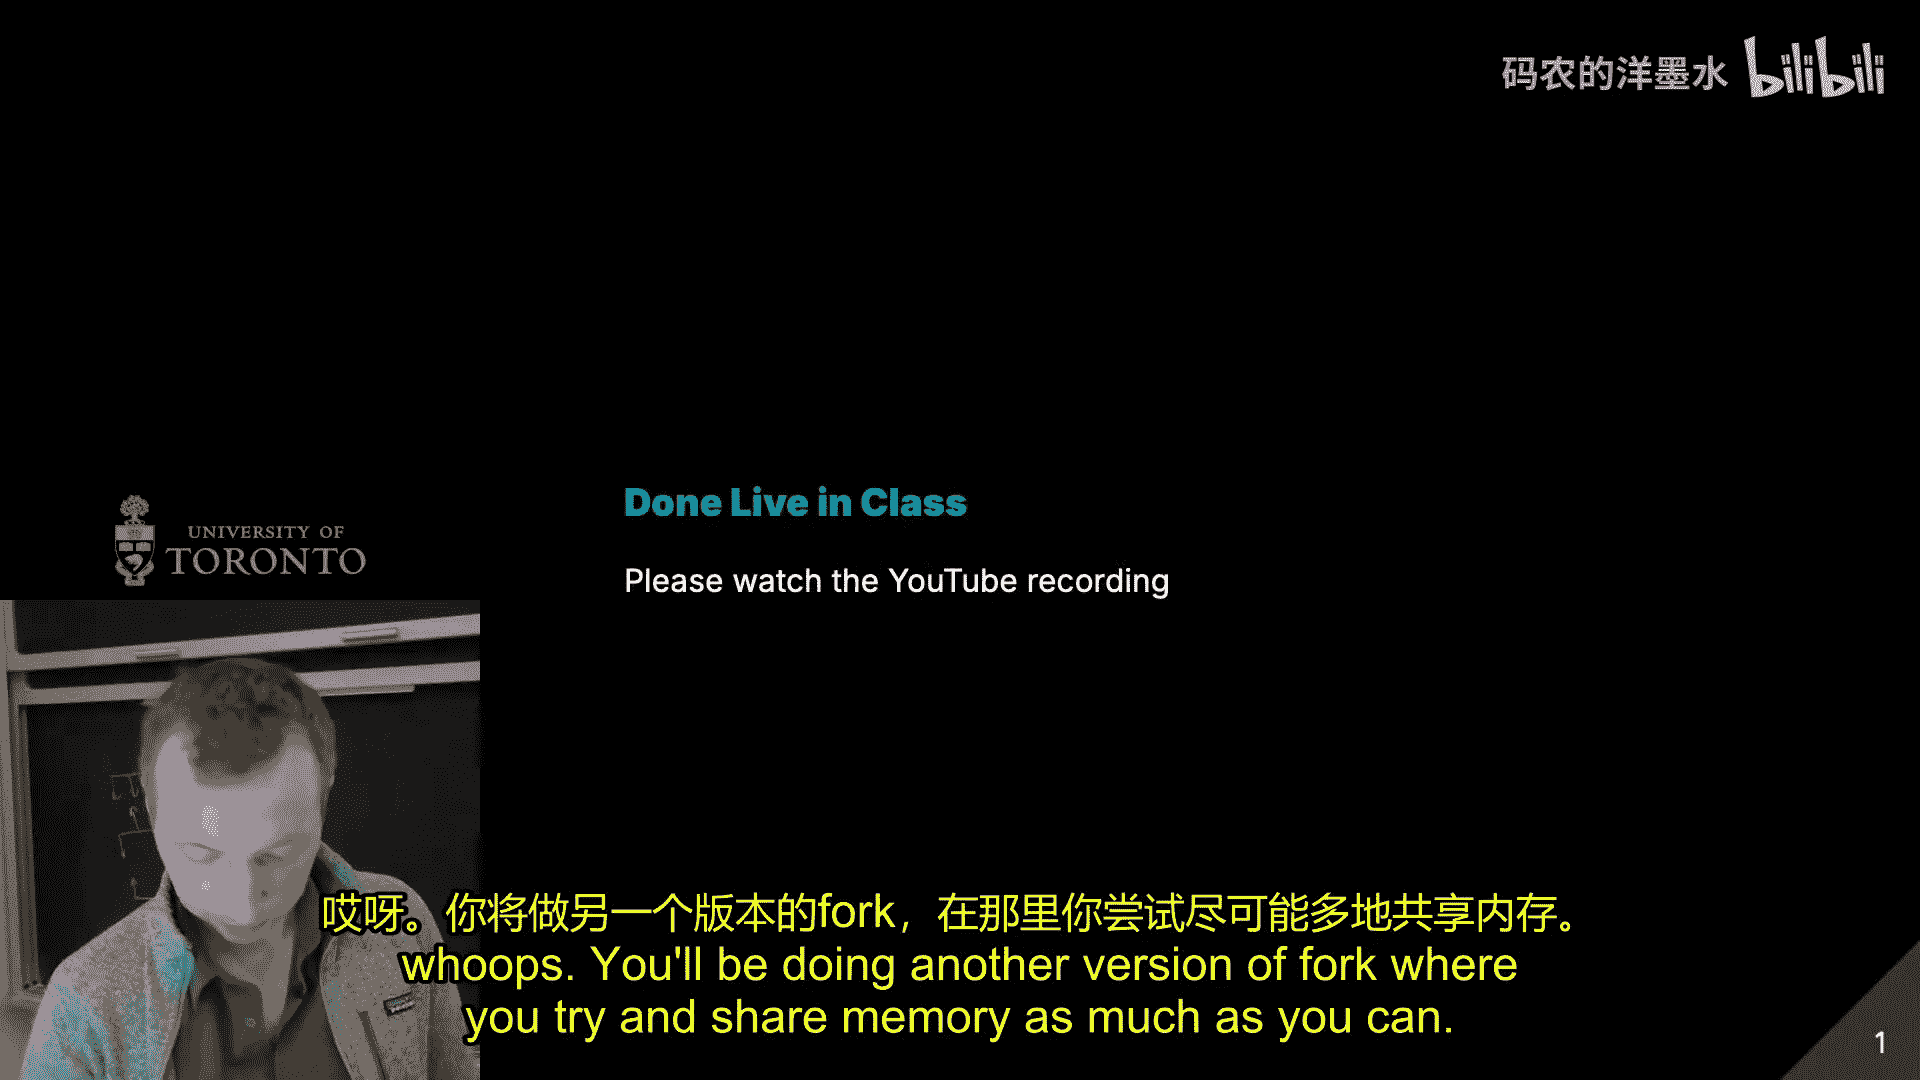 码农的洋墨水 bilibili
UNIVERSITY OF
TORONTO
Done Live in Class
Please watch the YouTube recording
哎呀。你将做另一个版本的fork，在那里你尝试尽可能多地共享内存。
whoops. You'll be doing another version of fork where
you try and share memory as much as you can.
1